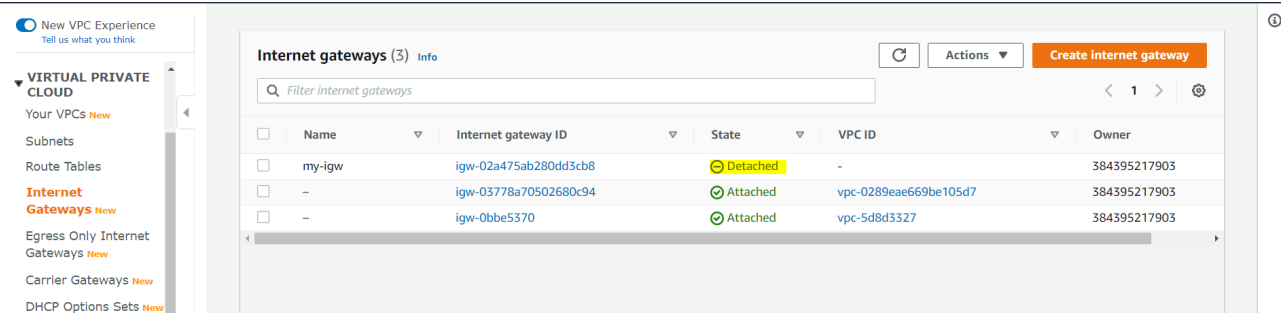 New VPC Experience
Tell us what you think
VIRTUAL PRIVATE
CLOUD
Your VPCs New
Subnets
Route Tables
Internet
Gateways New
Egress Only Internet
Gateways New
Carrier Gateways New
DHCP Options Sets New
Internet gateways (3) Info
Actions
Create internet gateway
Filter internet gateways
1
Name Internet gateway ID State VPC ID Owner
my-igw igw-02a475ab280dd3cb8 Detached - 384395217903
– igw-03778a70502680c94 Attached vpc-0289eae669be105d7 384395217903
– igw-0bbe5370 Attached vpc-5d8d3327 384395217903